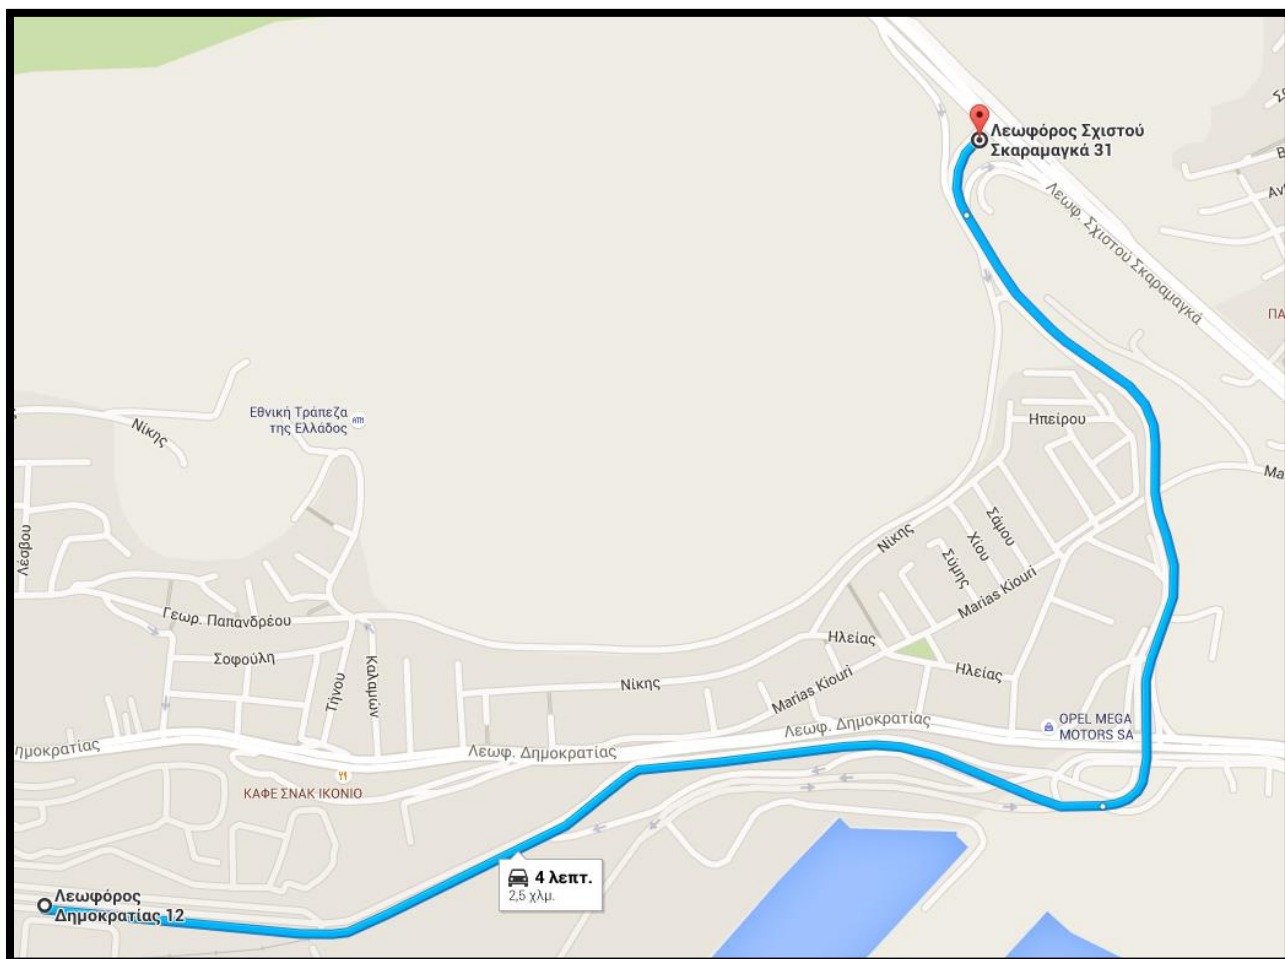 Λεωφόρος Σχιστού
Σκαραμαγκά 31
Λεωφ. Σχιστού Σκαραμαγκά
Ηπείρου
Εθνική Τράπεζα
της Ελλάδος
ATM
Νίκης
Νίκης
Σάμου
Χίου
Σύμης
Λέσβου
Marias Kiouri
Γεωρ. Παπανδρέου
Ηλείας
Σοφούλη
Καλαμών
Τήνου
Νίκης
Marias Kiouri
Ηλείας
OPEL MEGA
MOTORS SA
Λεωφ. Δημοκρατίας
Λεωφ. Δημοκρατίας
ημοκρατίας
ΚΑΦΕ ΣΝΑΚ ΙΚΟΝΙΟ
4 λεπτ.
2,5 χλμ.
Λεωφόρος
Δημοκρατίας 12